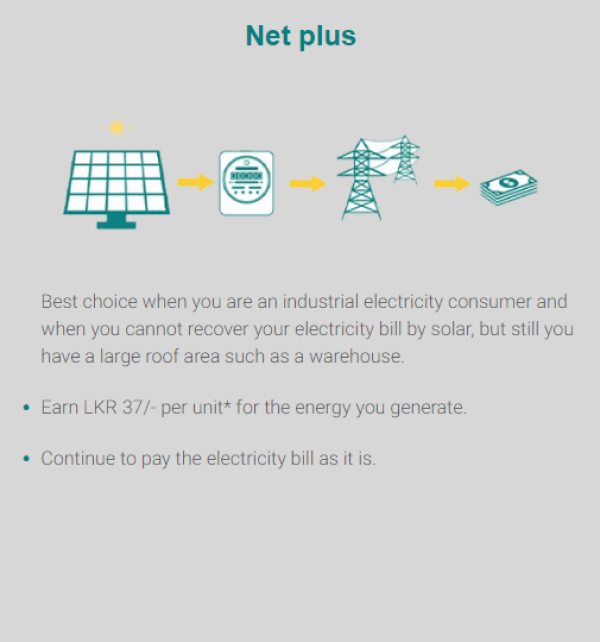 Net plus
Best choice when you are an industrial electricity consumer and
when you cannot recover your electricity bill by solar, but still you
have a large roof area such as a warehouse.
• Earn LKR 37/- per unit* for the energy you generate.
• Continue to pay the electricity bill as it is.